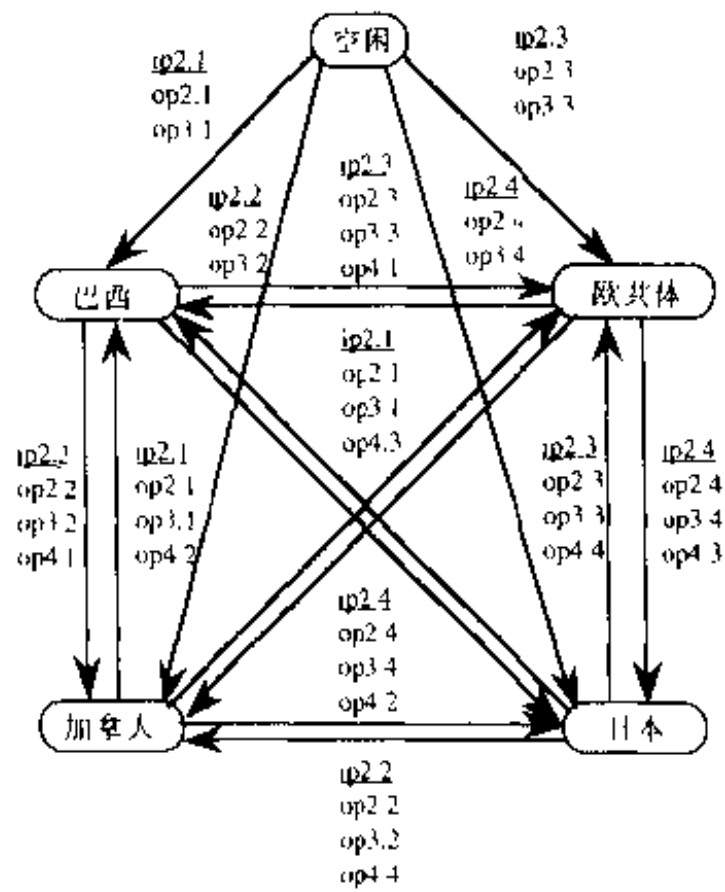 空闲
ip2.1
op2.1
op3.1
ip2.3
op2.3
op3.3
ip2.2
op2.2
op3.2
ip2.3
op2.3
op3.3
op4.1
ip2.4
op2.4
op3.4
巴西
欧共体
ip2.1
op2.1
op3.1
op4.3
ip2.2
op2.2
op3.2
op4.1
ip2.1
op2.1
op3.1
op4.2
ip2.3
op2.3
op3.3
op4.4
ip2.4
op2.4
op3.4
op4.3
ip2.4
op2.4
op3.4
op4.2
加拿人
日本
ip2.2
op2.2
op3.2
op4.4